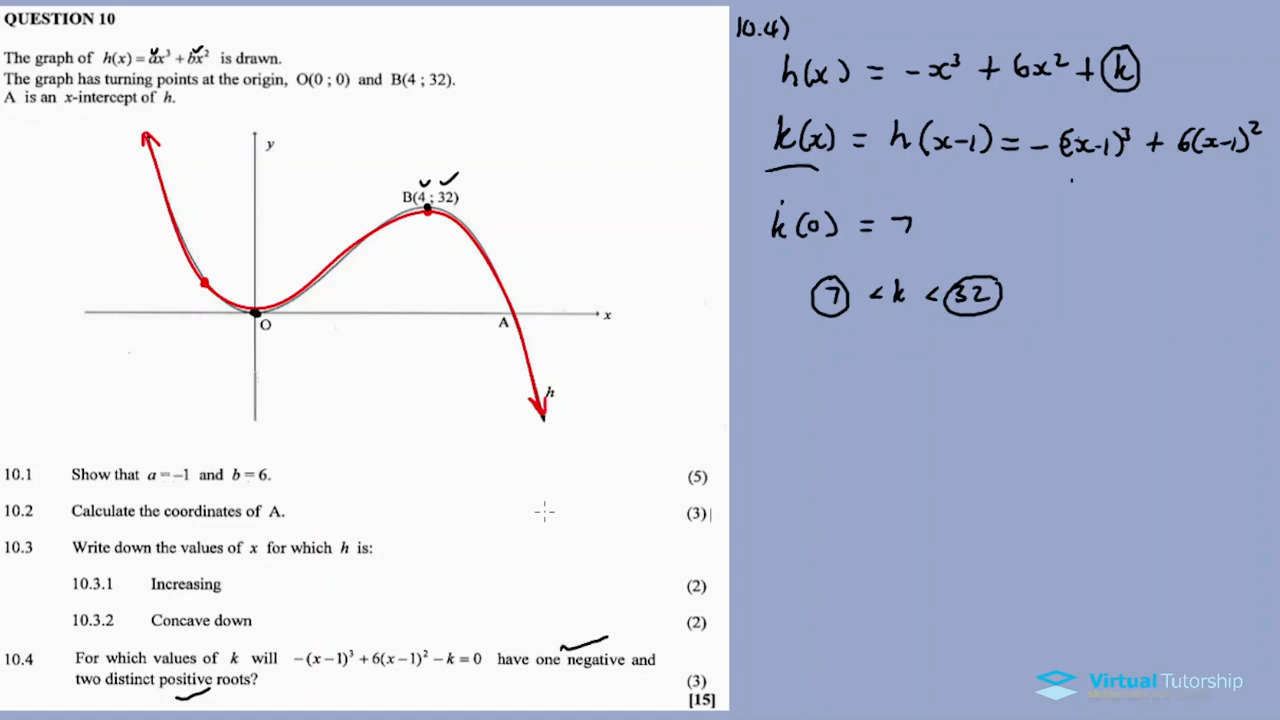 QUESTION 10
The graph of h(x) = ax³ + bx² is drawn.
The graph has turning points at the origin, O(0 ; 0) and B(4 ; 32).
A is an x-intercept of h.
y
B(4 ; 32)
O
A
x
h
10.1 Show that a = −1 and b = 6. (5)
10.2 Calculate the coordinates of A. (3)
10.3 Write down the values of x for which h is:
10.3.1 Increasing (2)
10.3.2 Concave down (2)
10.4 For which values of k will −(x−1)³ + 6(x−1)² − k = 0 have one negative and
two distinct positive roots? (3)
[15]
10.4)
h(x) = −x³ + 6x² + k
k(x) = h(x−1) = −(x−1)³ + 6(x−1)²
k(0) = 7
7 < k < 32
Virtual Tutorship